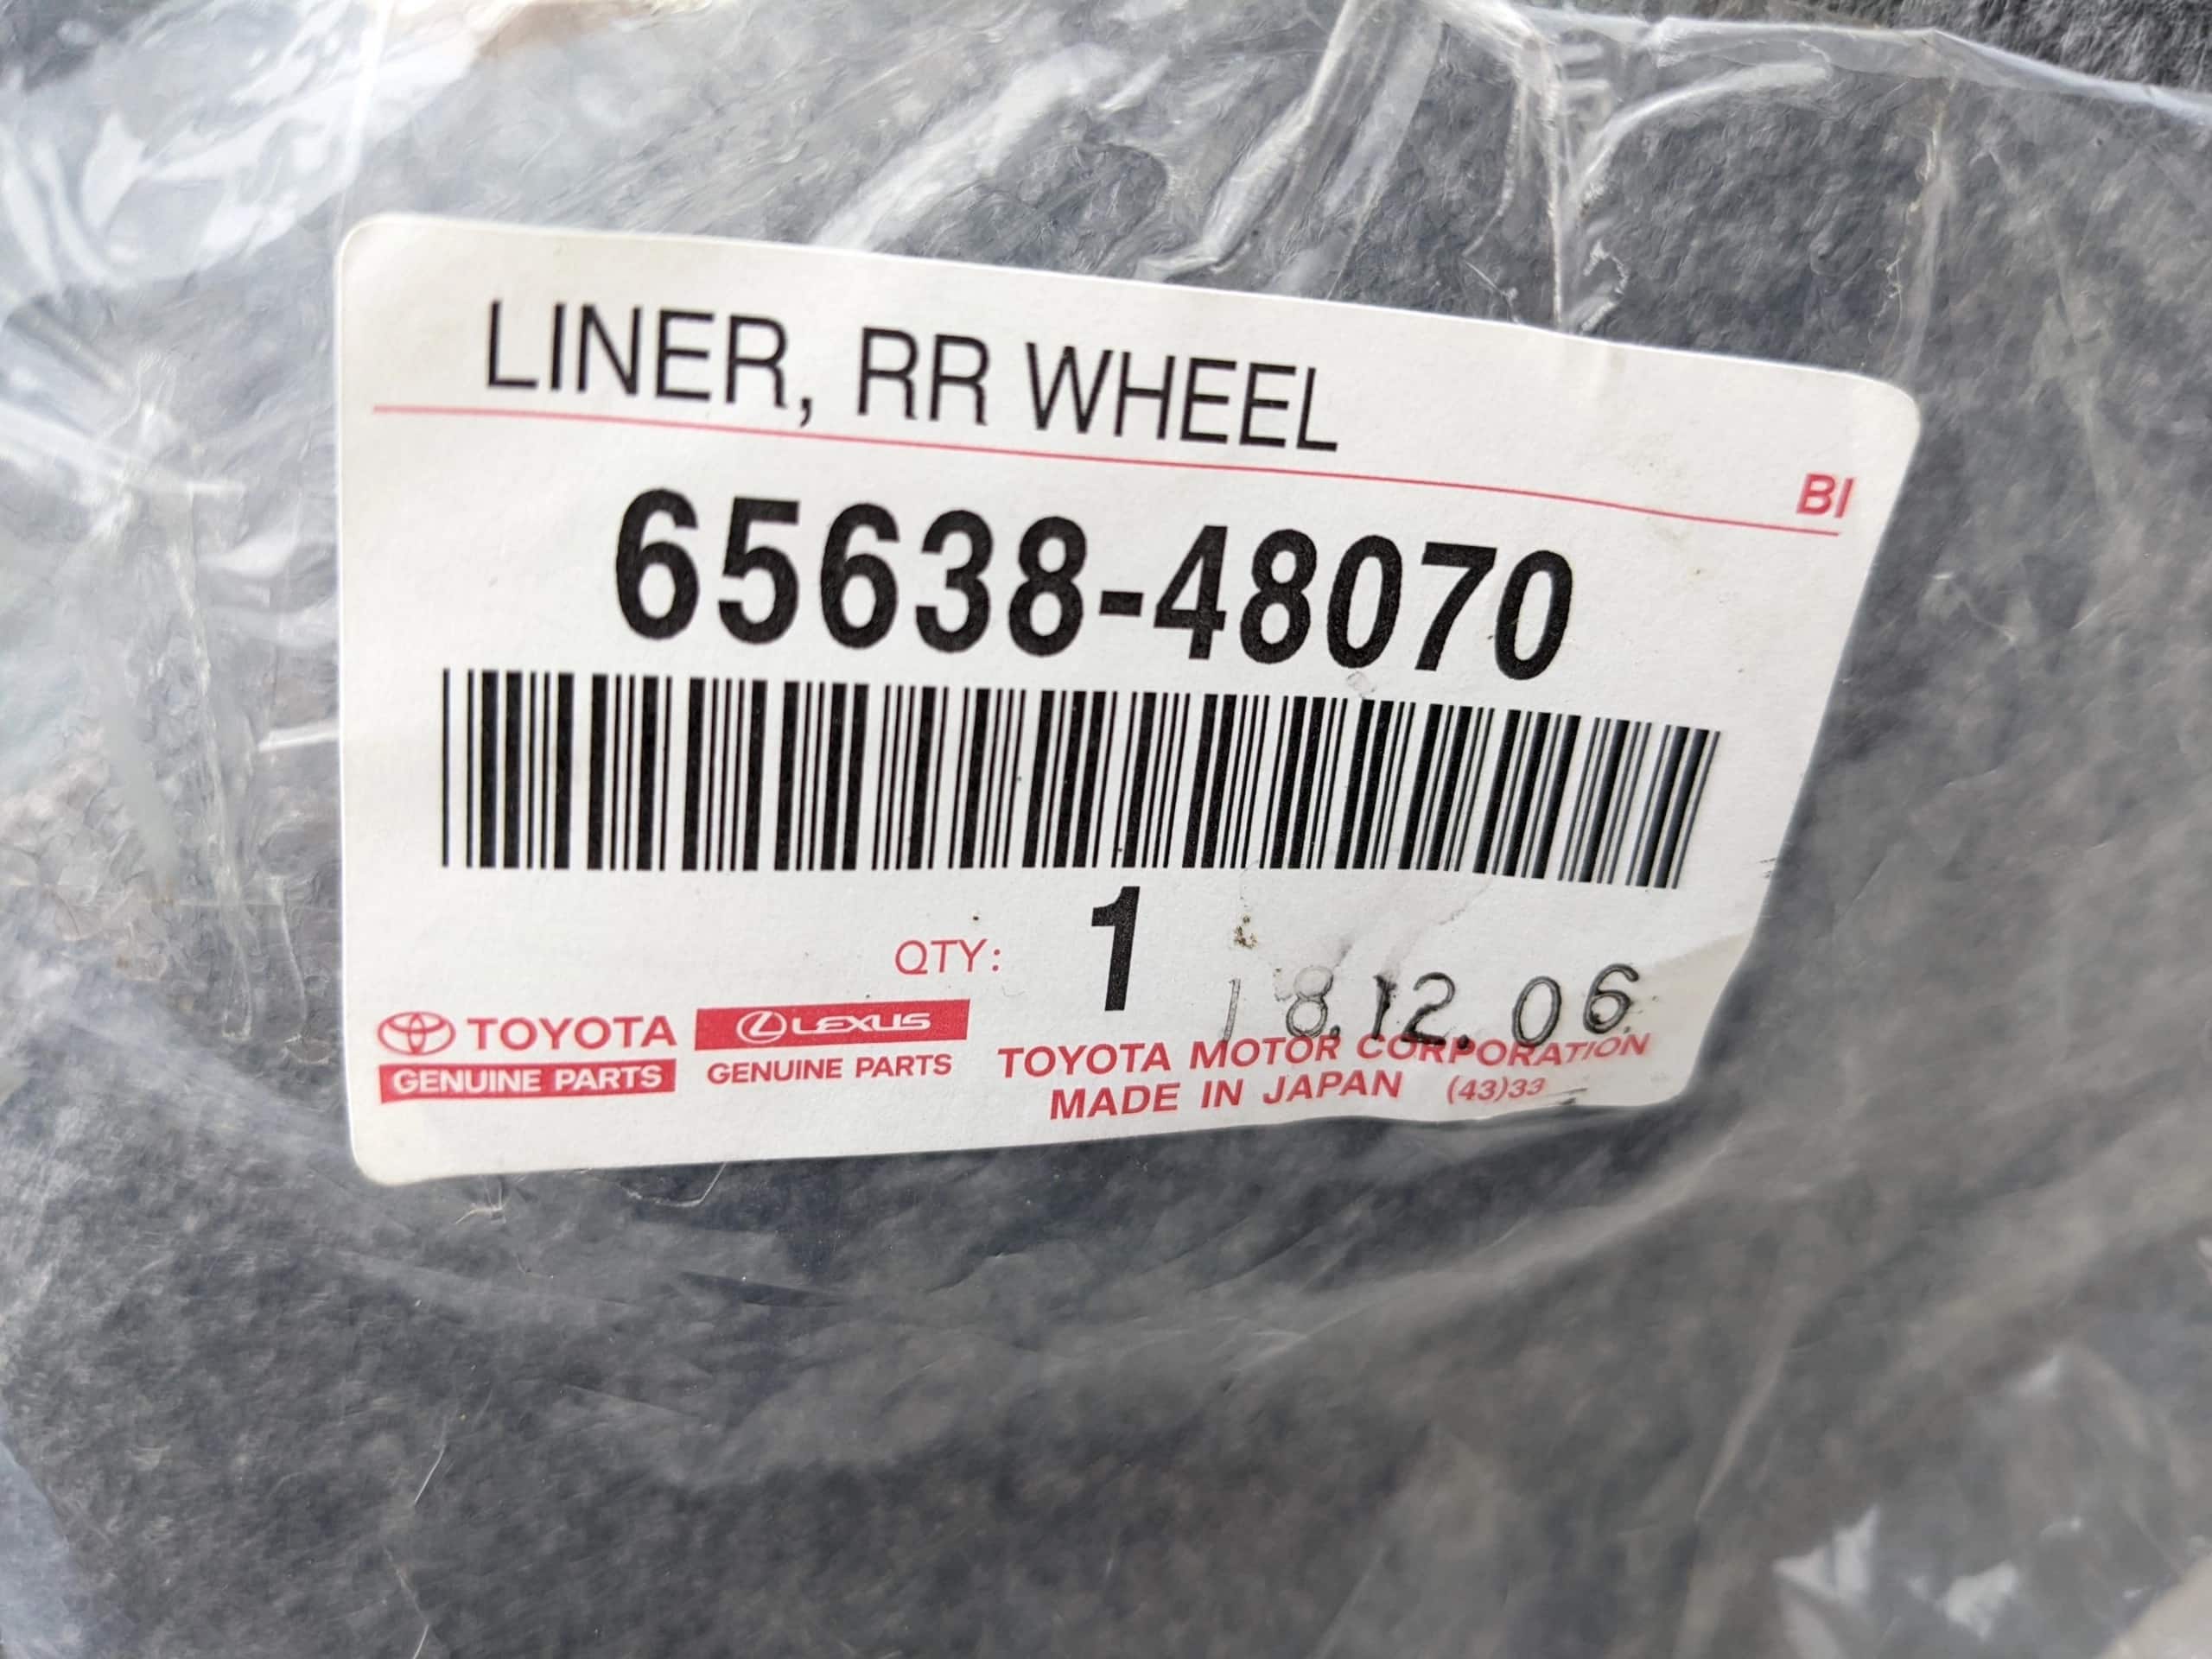 LINER, RR WHEEL
BI
65638-48070
QTY: 1
18.12.06
TOYOTA
GENUINE PARTS
LEXUS
GENUINE PARTS
TOYOTA MOTOR CORPORATION
MADE IN JAPAN (43)33